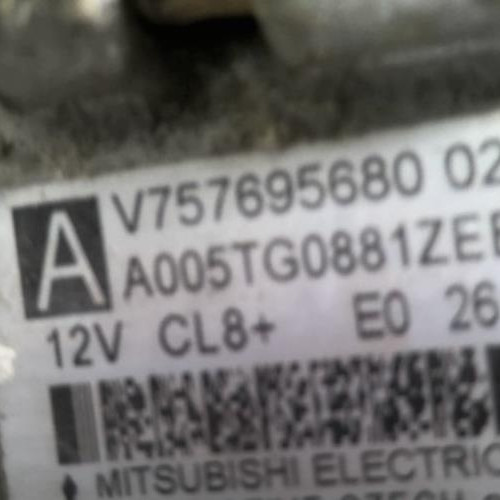 A
V757695680 02
A005TG0881ZE
12V CL8+ E0 26
MITSUBISHI ELECTRIC